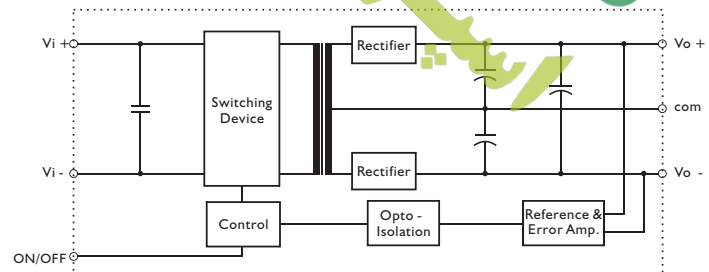 Vi +
Rectifier
Vo +
Switching
Device
com
Vi -
Rectifier
Vo -
Control
Opto -
Isolation
Reference &
Error Amp.
ON/OFF